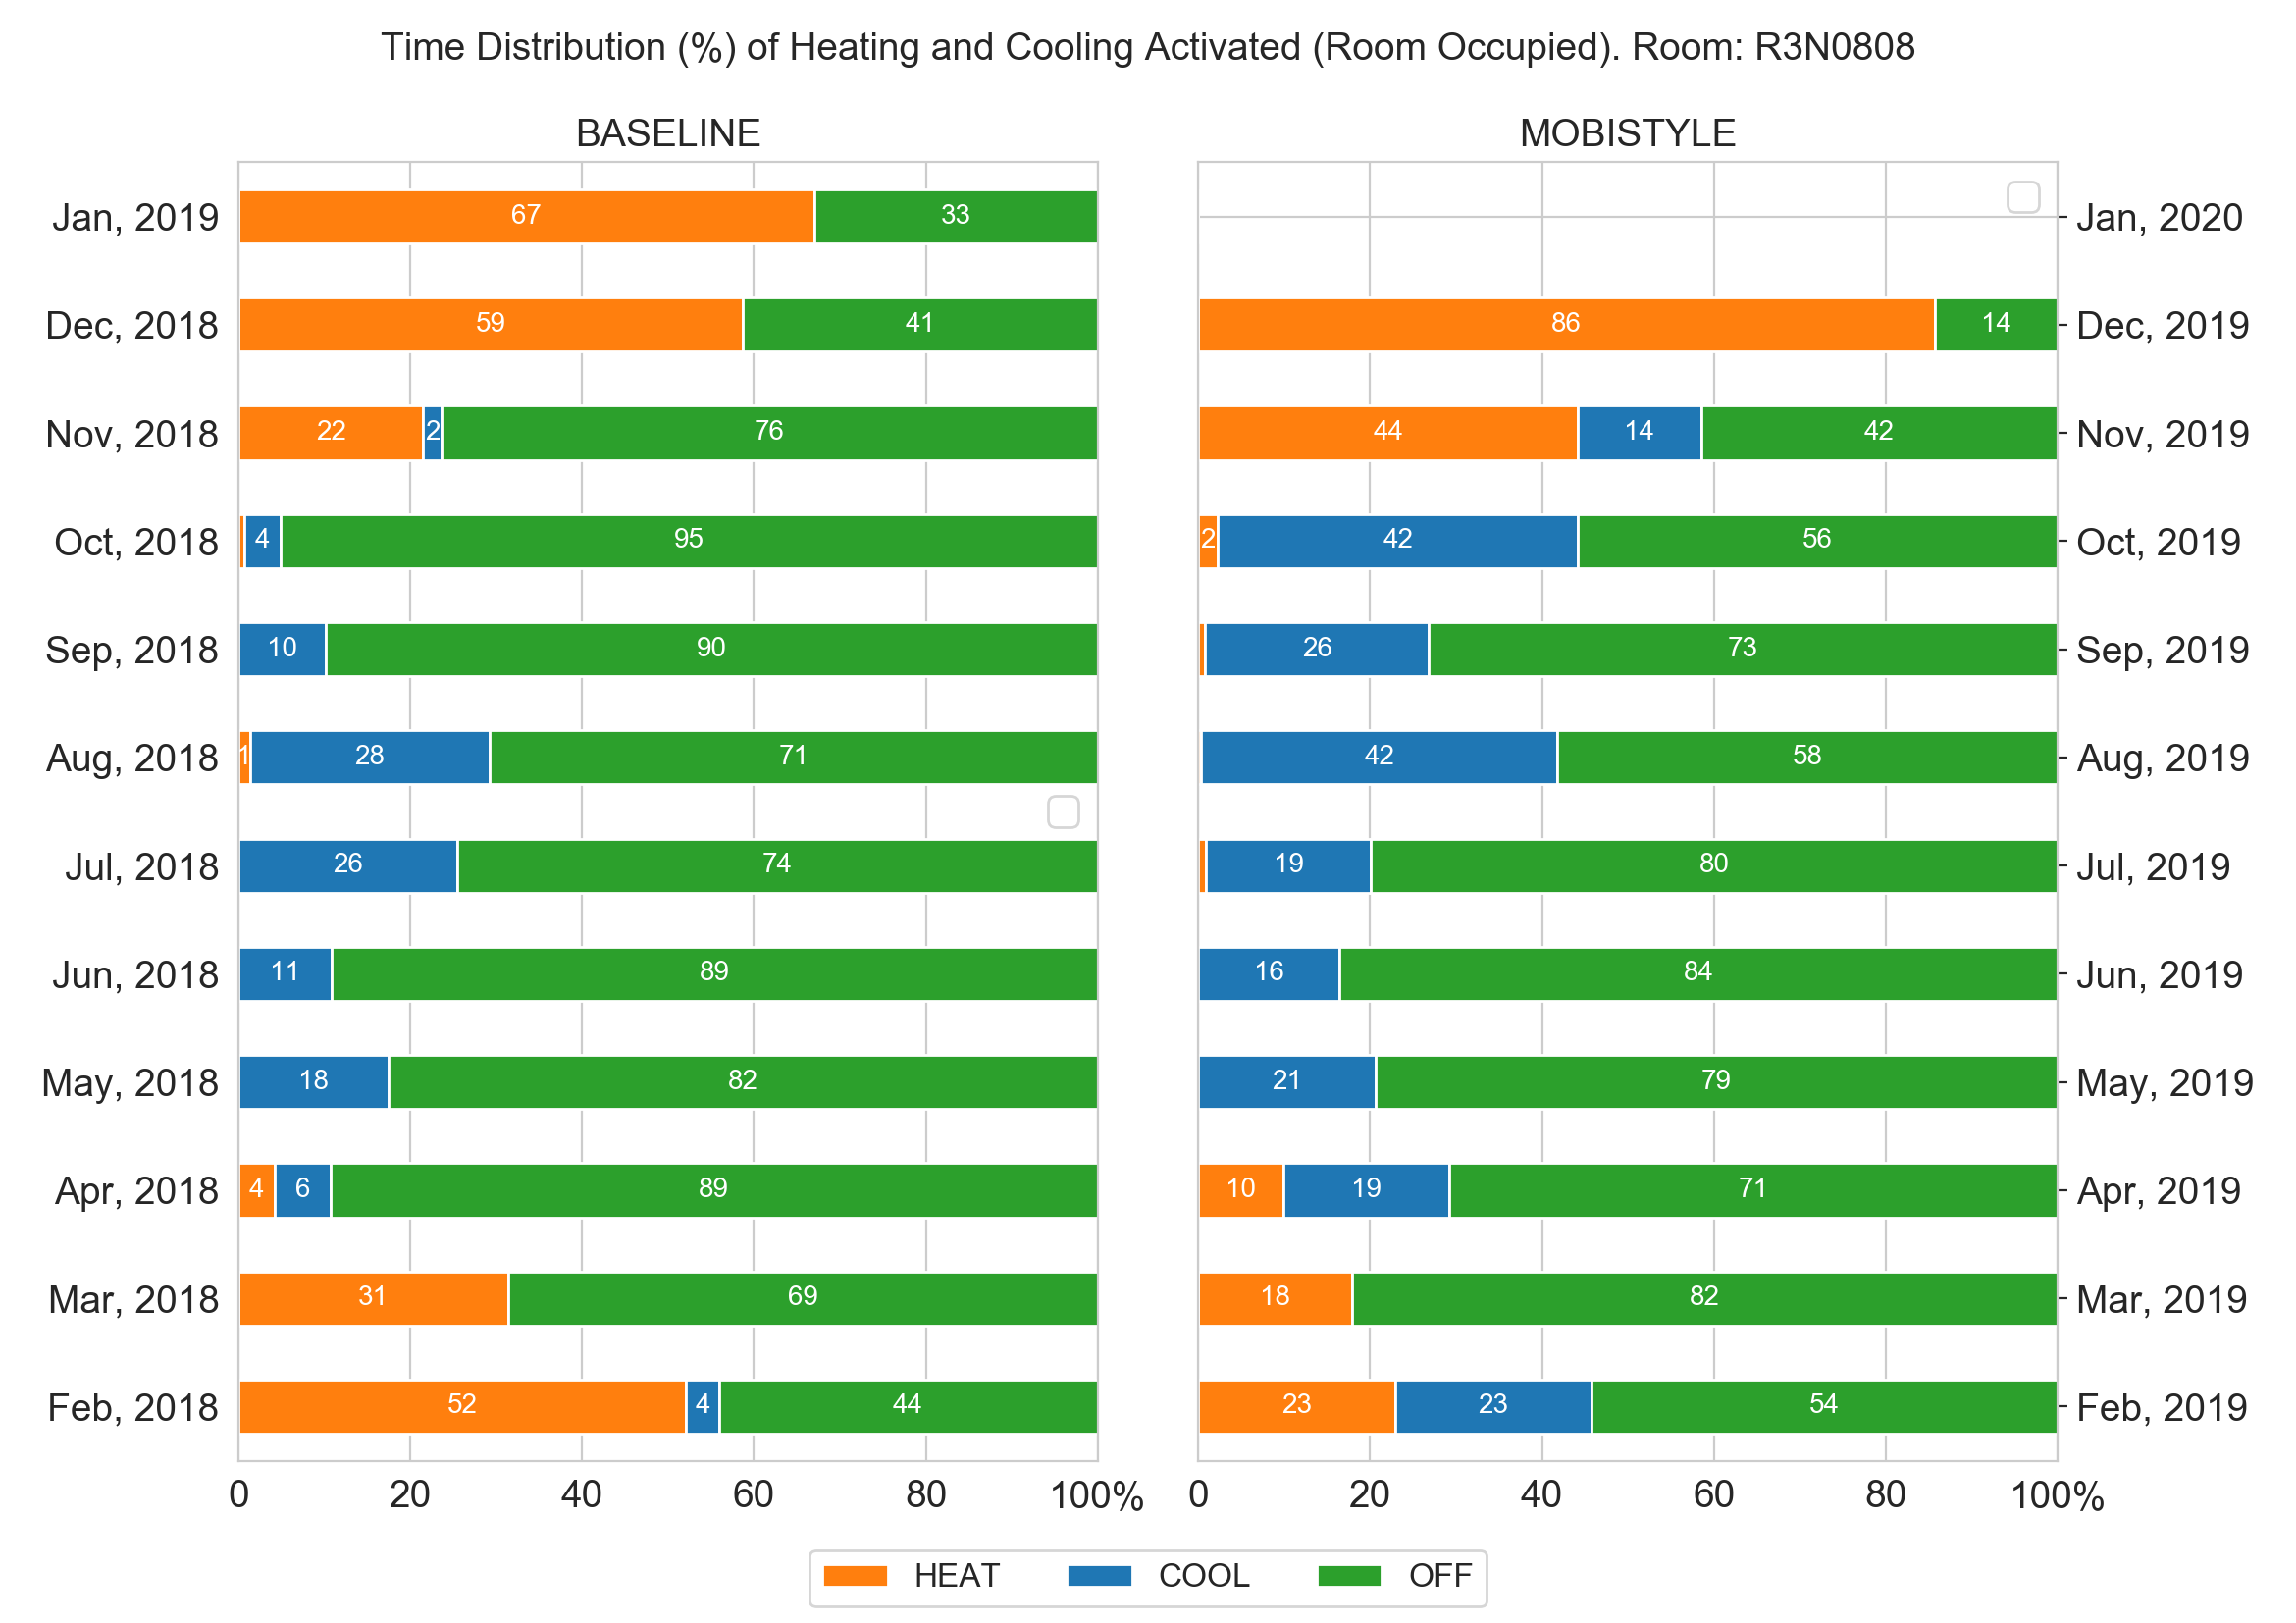 Time Distribution (%) of Heating and Cooling Activated (Room Occupied). Room: R3N0808
BASELINE
MOBISTYLE
Jan, 2019 67 33
Jan, 2020
Dec, 2018 59 41
86 14 Dec, 2019
Nov, 2018 22 2 76
44 14 42 Nov, 2019
Oct, 2018 4 95
2 42 56 Oct, 2019
Sep, 2018 10 90
26 73 Sep, 2019
Aug, 2018 1 28 71
42 58 Aug, 2019
Jul, 2018 26 74
19 80 Jul, 2019
Jun, 2018 11 89
16 84 Jun, 2019
May, 2018 18 82
21 79 May, 2019
Apr, 2018 4 6 89
10 19 71 Apr, 2019
Mar, 2018 31 69
18 82 Mar, 2019
Feb, 2018 52 4 44
23 23 54 Feb, 2019
0 20 40 60 80 100%
0 20 40 60 80 100%
HEAT COOL OFF